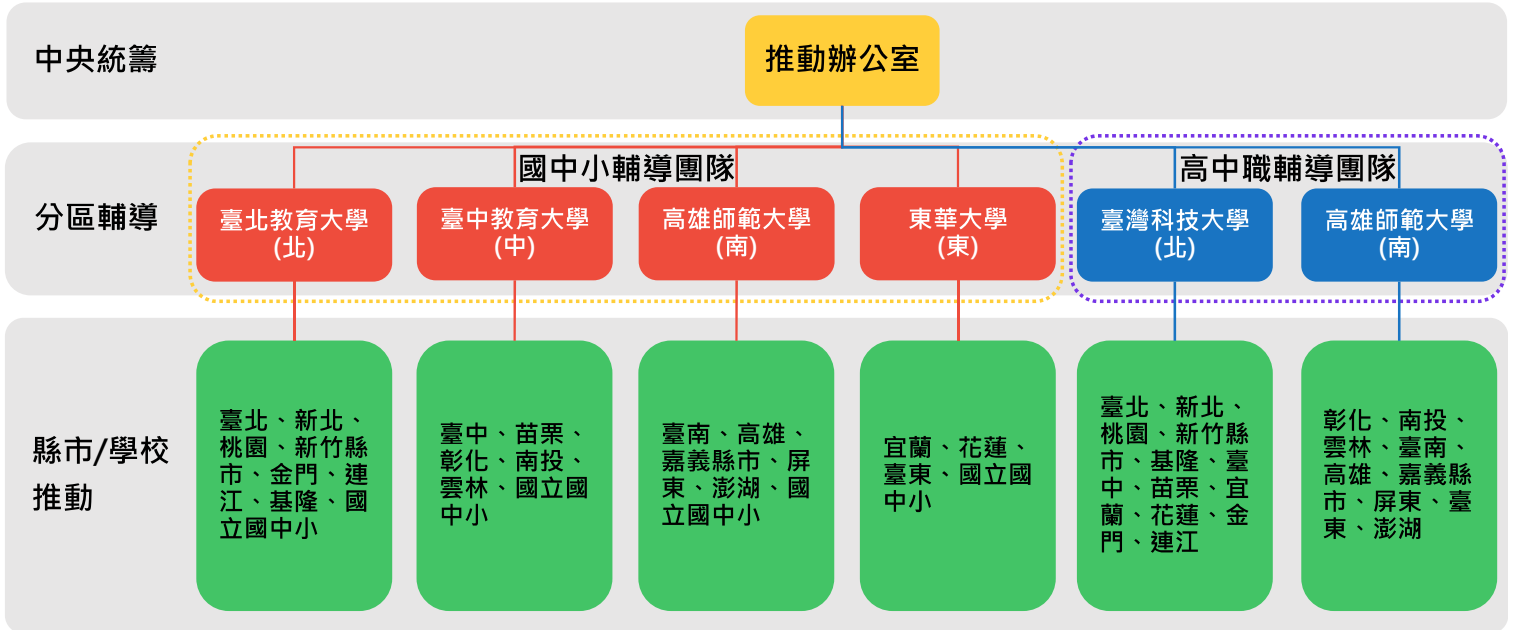 中央統籌
推動辦公室
國中小輔導團隊
高中職輔導團隊
分區輔導
臺北教育大學
(北)
臺中教育大學
(中)
高雄師範大學
(南)
東華大學
(東)
臺灣科技大學
(北)
高雄師範大學
(南)
縣市/學校
推動
臺北、新北、
桃園、新竹縣
市、金門、連
江、基隆、國
立國中小
臺中、苗栗、
彰化、南投、
雲林、國立國
中小
臺南、高雄、
嘉義縣市、屏
東、澎湖、國
立國中小
宜蘭、花蓮、
臺東、國立國
中小
臺北、新北、
桃園、新竹縣
市、基隆、臺
中、苗栗、宜
蘭、花蓮、金
門、連江
彰化、南投、
雲林、臺南、
高雄、嘉義縣
市、屏東、臺
東、澎湖